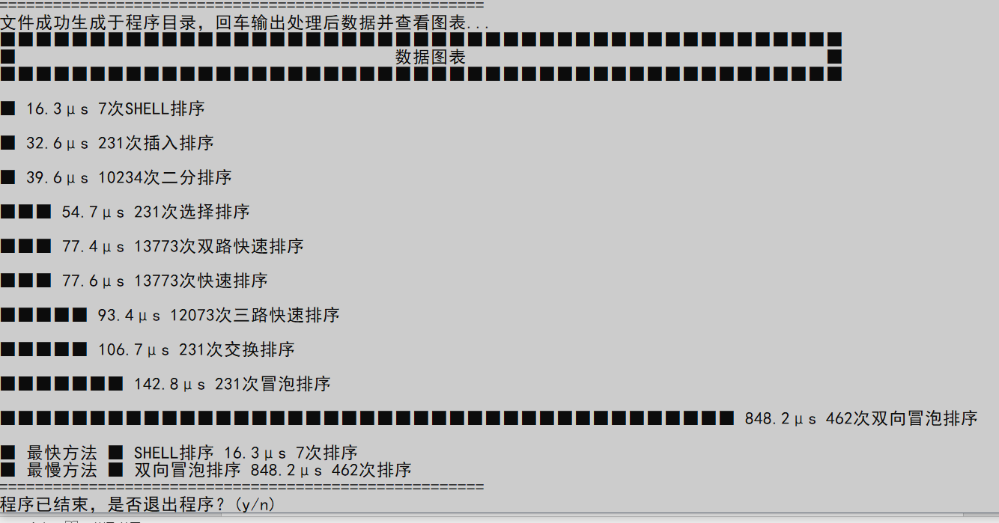 文件成功生成于程序目录，回车输出处理后数据并查看图表...
数据图表
16.3μs 7次SHELL排序
32.6μs 231次插入排序
39.6μs 10234次二分排序
54.7μs 231次选择排序
77.4μs 13773次双路快速排序
77.6μs 13773次快速排序
93.4μs 12073次三路快速排序
106.7μs 231次交换排序
142.8μs 231次冒泡排序
848.2μs 462次双向冒泡排序
■ 最快方法 ■ SHELL排序 16.3μs 7次排序
■ 最慢方法 ■ 双向冒泡排序 848.2μs 462次排序
程序已结束，是否退出程序？(y/n)